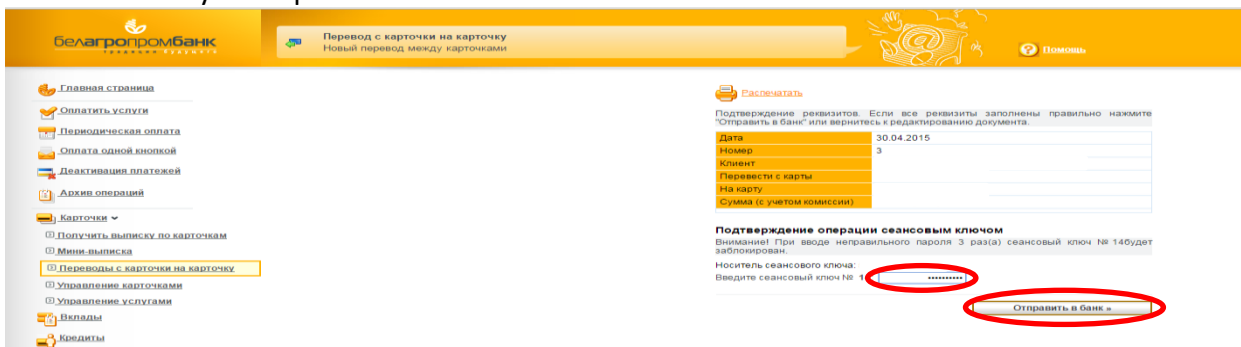 белагропромбанк
Перевод с карточки на карточку
Новый перевод между карточками
Помощь
Главная страница
Оплатить услуги
Периодическая оплата
Оплата одной кнопкой
Деактивация платежей
Архив операций
Карточки
Получить выписку по карточкам
Мини-выписка
Переводы с карточки на карточку
Управление карточками
Управление услугами
Вклады
Кредиты
Распечатать
Подтверждение реквизитов. Если все реквизиты заполнены правильно нажмите
"Отправить в банк" или вернитесь к редактированию документа.
Дата 30.04.2015
Номер 3
Клиент
Перевести с карты
На карту
Сумма (с учетом комиссии)
Подтверждение операции сеансовым ключом
Внимание! При вводе неправильного пароля 3 раз(а) сеансовый ключ № 146удет
заблокирован.
Носитель сеансового ключа:
Введите сеансовый ключ № 1 ••••••••••
Отправить в банк »